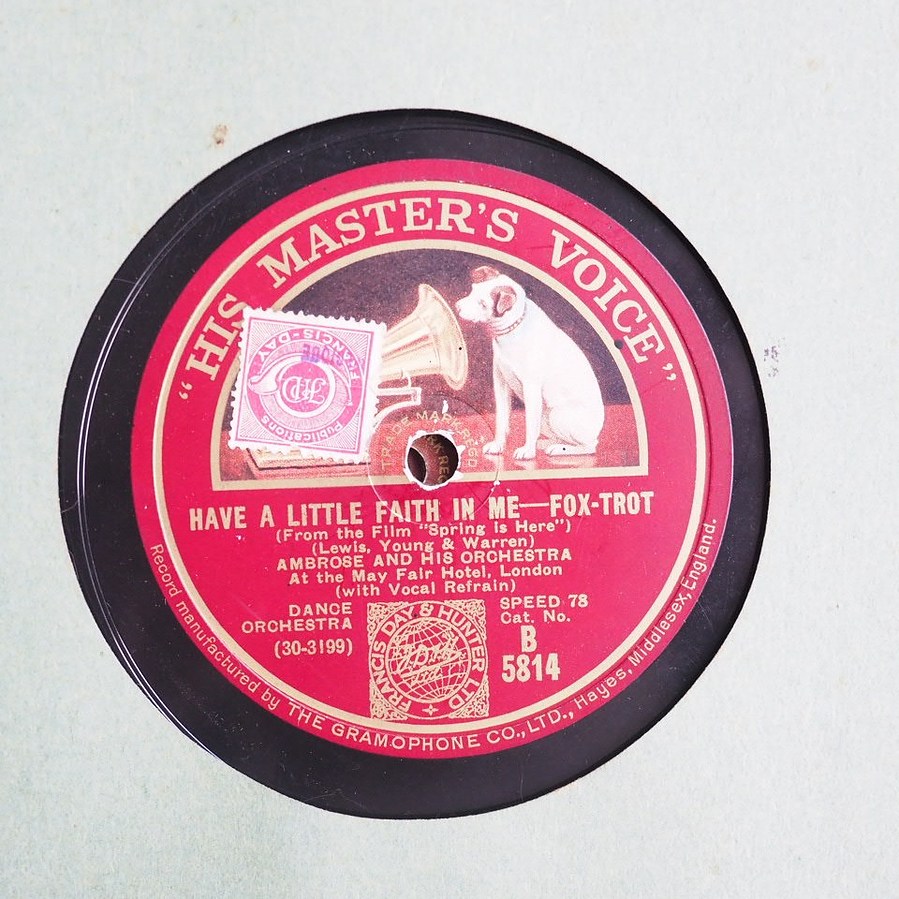 "HIS MASTER'S VOICE"
FRANCIS-DAY
Publications
TRADE-MARK-REGD
HAVE A LITTLE FAITH IN ME—FOX-TROT
(From the Film "Spring is Here")
(Lewis, Young & Warren)
AMBROSE AND HIS ORCHESTRA
At the May Fair Hotel, London
(with Vocal Refrain)
DANCE
ORCHESTRA
(30-3199)
SPEED 78
Cat. No.
B
5814
FRANCIS DAY & HUNTER LTD
Record manufactured by THE GRAMOPHONE CO., LTD., Hayes, Middlesex, England.